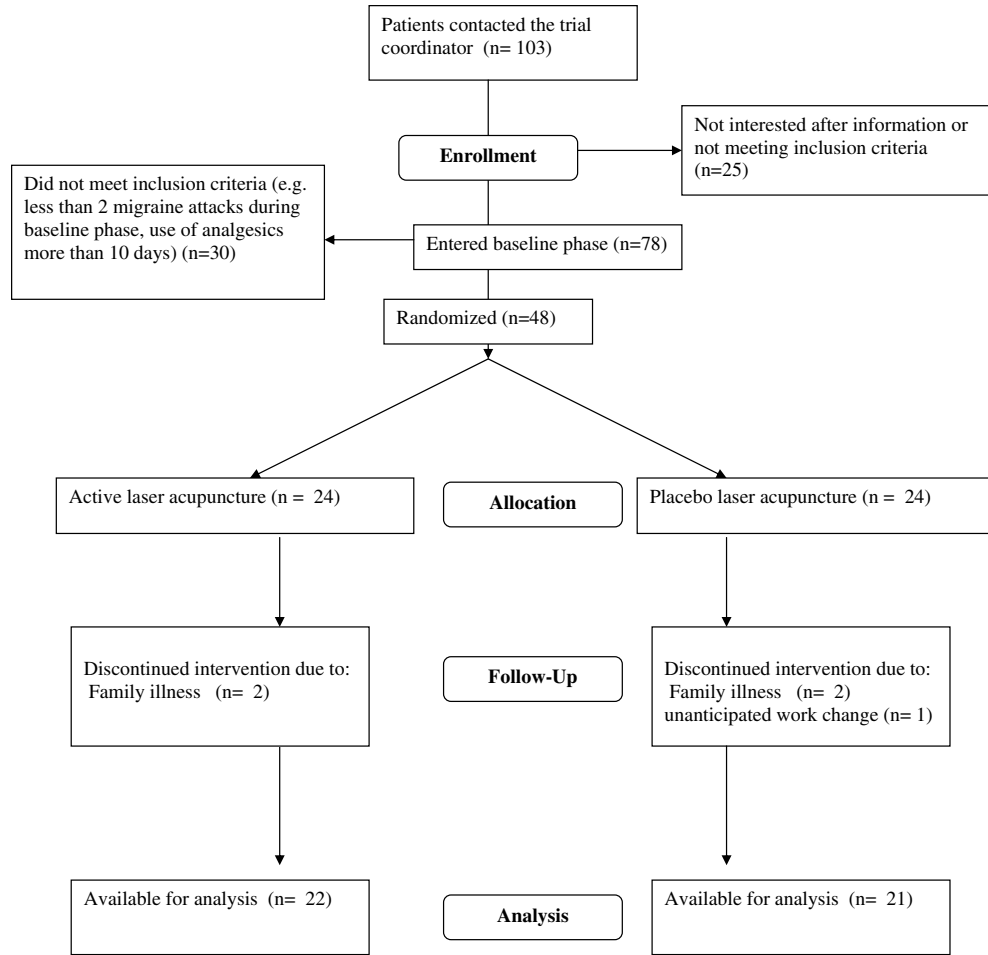 Patients contacted the trial
coordinator (n= 103)
Enrollment
Not interested after information or
not meeting inclusion criteria
(n=25)
Did not meet inclusion criteria (e.g.
less than 2 migraine attacks during
baseline phase, use of analgesics
more than 10 days) (n=30)
Entered baseline phase (n=78)
Randomized (n=48)
Active laser acupuncture (n = 24)
Allocation
Placebo laser acupuncture (n = 24)
Discontinued intervention due to:
Family illness (n= 2)
Follow-Up
Discontinued intervention due to:
Family illness (n= 2)
unanticipated work change (n= 1)
Available for analysis (n= 22)
Analysis
Available for analysis (n= 21)